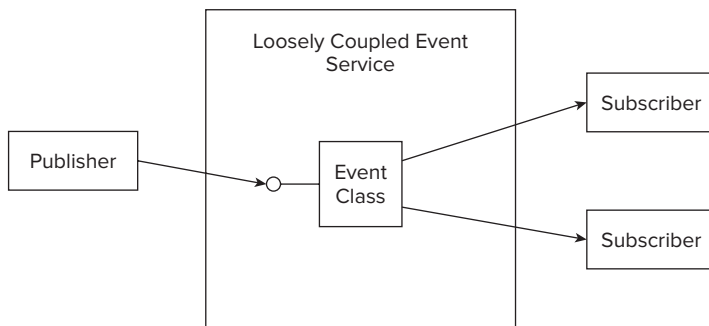 Loosely Coupled Event
Service
Publisher
Event
Class
Subscriber
Subscriber